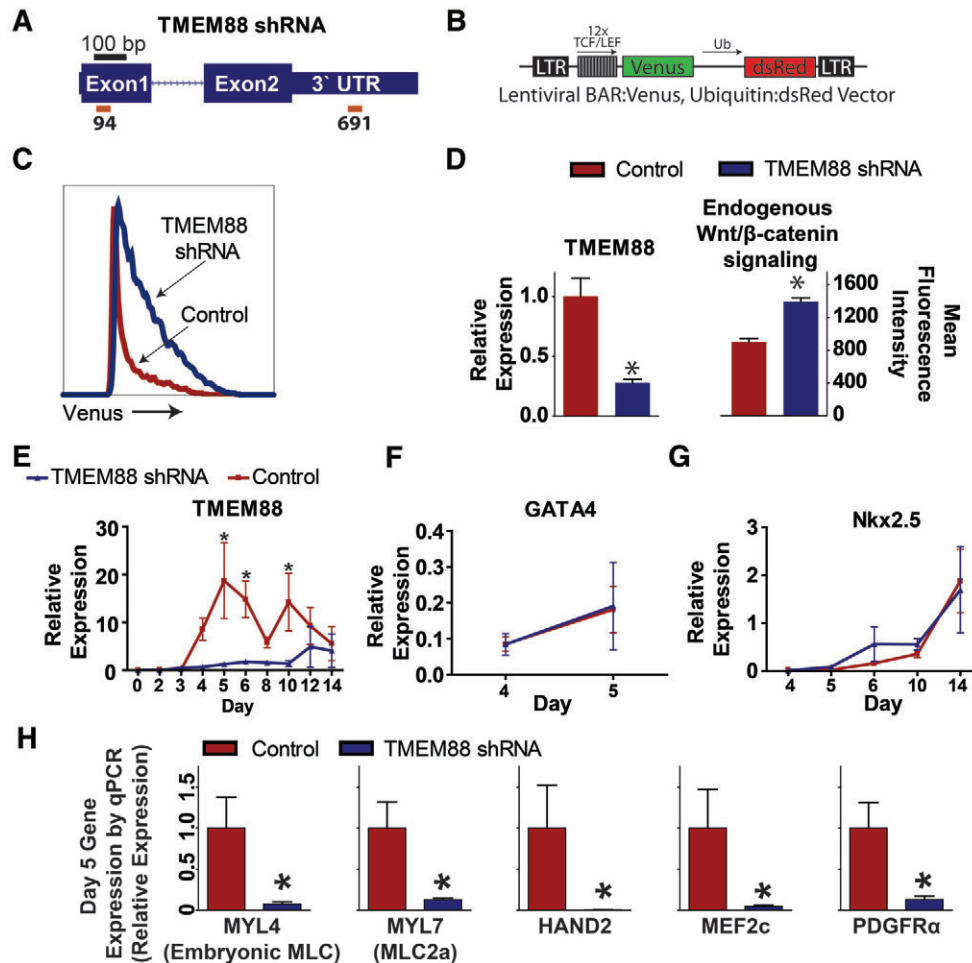 A
TMEM88 shRNA
100 bp
Exon1
Exon2
3` UTR
94
691
B
12x
TCF/LEF
Ub
LTR
Venus
dsRed
LTR
Lentiviral BAR:Venus, Ubiquitin:dsRed Vector
C
TMEM88
shRNA
Control
Venus
D
Control
TMEM88 shRNA
TMEM88
Relative
Expression
1.0
0.5
0.0
*
Endogenous
Wnt/β-catenin
signaling
*
1600
1200
800
400
0
Mean
Fluorescence
Intensity
E
TMEM88 shRNA
Control
TMEM88
Relative
Expression
30
20
10
0
* * *
0 2 3 4 5 6 8 10 12 14
Day
F
GATA4
Relative
Expression
0.4
0.3
0.2
0.1
0.0
4 5
Day
G
Nkx2.5
Relative
Expression
3
2
1
0
4 5 6 10 14
Day
H
Control
TMEM88 shRNA
Day 5 Gene
Expression by qPCR
(Relative Expression)
1.5
1.0
0.5
0
* * * * *
MYL4
(Embryonic MLC)
MYL7
(MLC2a)
HAND2
MEF2c
PDGFRα